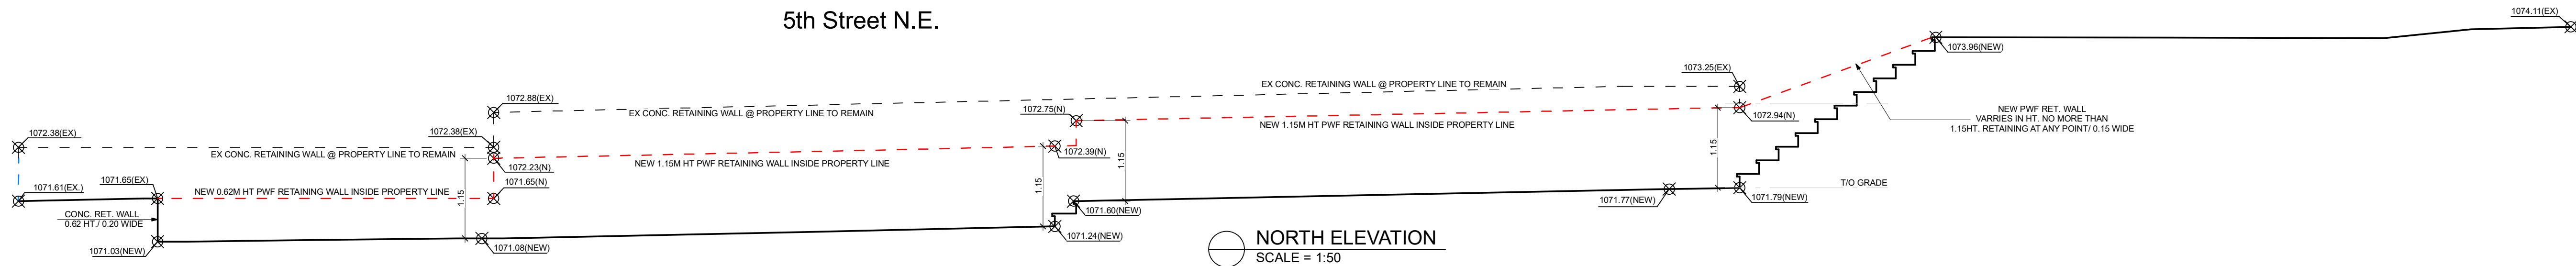 5th Street N.E.
1074.11(EX)
1073.96(NEW)
1073.25(EX)
EX CONC. RETAINING WALL @ PROPERTY LINE TO REMAIN
1072.88(EX)
EX CONC. RETAINING WALL @ PROPERTY LINE TO REMAIN
1072.75(N)
1072.94(N)
NEW 1.15M HT PWF RETAINING WALL INSIDE PROPERTY LINE
NEW PWF RET. WALL
VARRIES IN HT. NO MORE THAN
1.15HT. RETAINING AT ANY POINT/ 0.15 WIDE
1072.38(EX)
1072.38(EX)
EX CONC. RETAINING WALL @ PROPERTY LINE TO REMAIN
1072.23(N)
NEW 1.15M HT PWF RETAINING WALL INSIDE PROPERTY LINE
1072.39(N)
1.15
1.15
1.15
1.15
1071.61(EX.)
1071.65(EX)
NEW 0.62M HT PWF RETAINING WALL INSIDE PROPERTY LINE
1071.65(N)
T/O GRADE
CONC. RET. WALL
0.62 HT./ 0.20 WIDE
1071.60(NEW)
1071.77(NEW)
1071.79(NEW)
1071.03(NEW)
1071.08(NEW)
1071.24(NEW)
NORTH ELEVATION
SCALE = 1:50